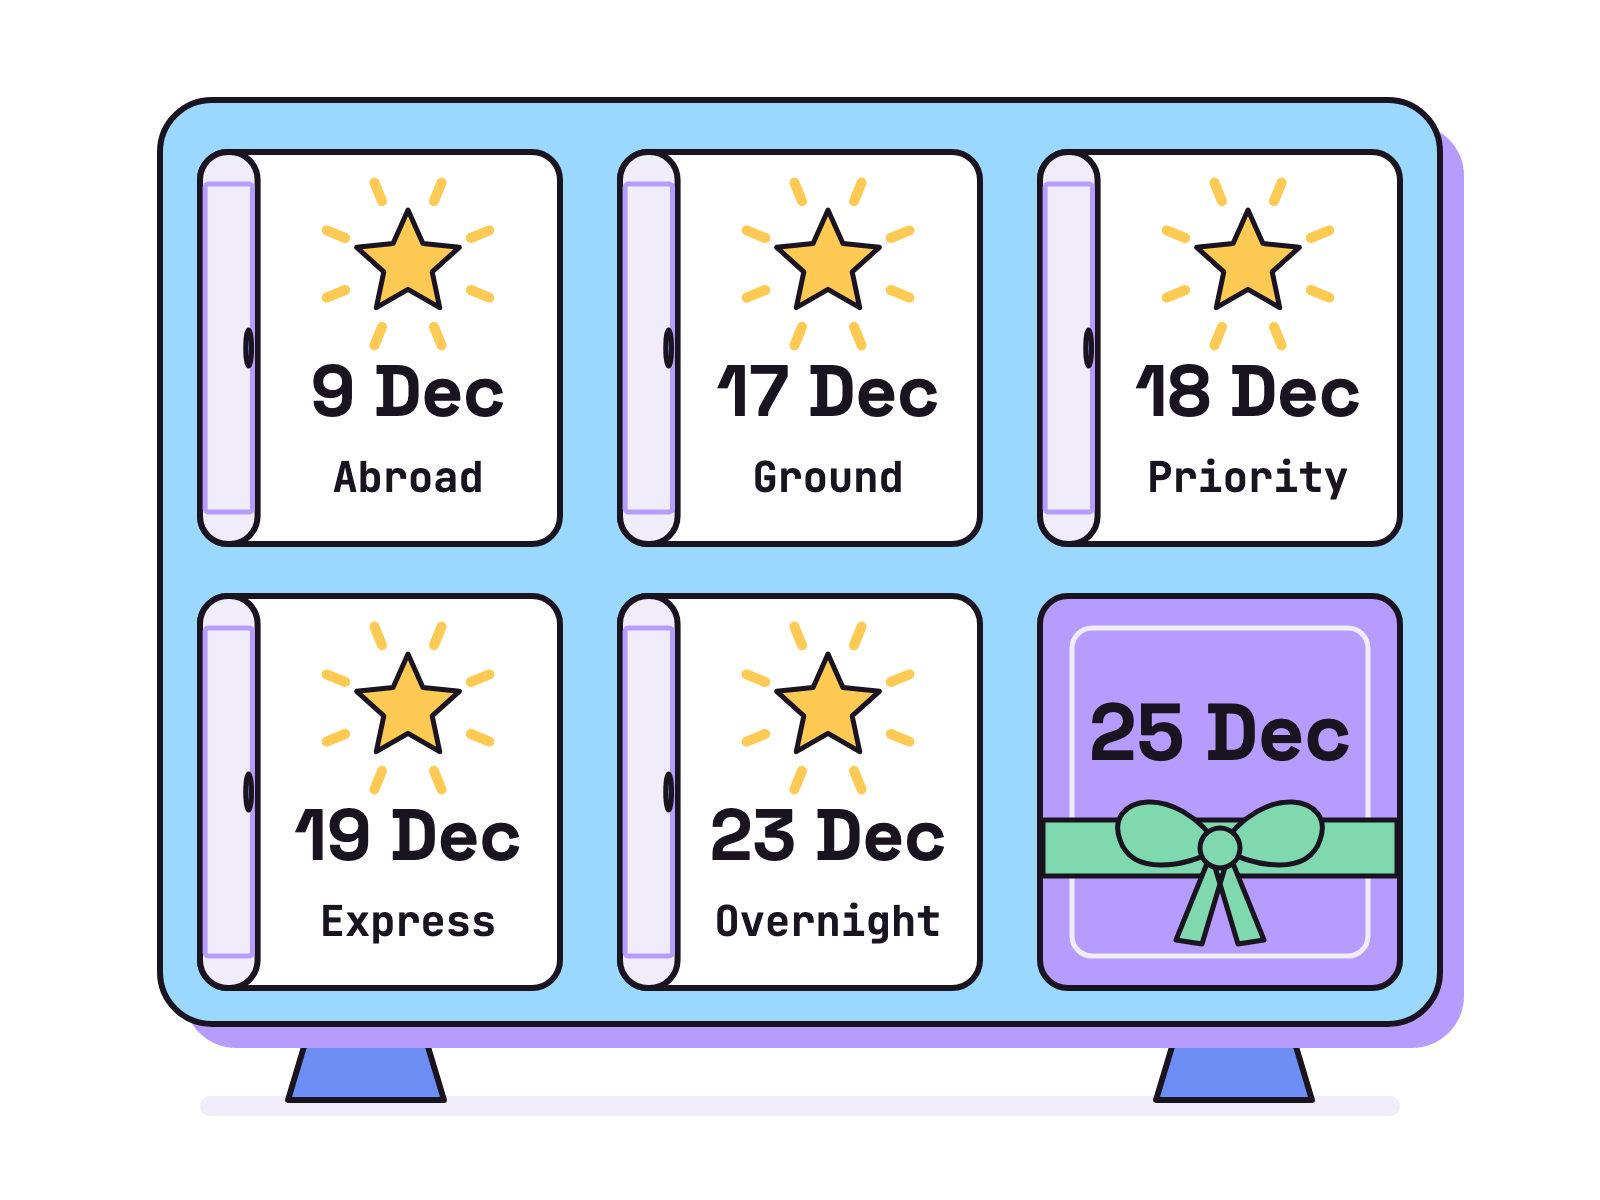 9 Dec
Abroad
17 Dec
Ground
18 Dec
Priority
19 Dec
Express
23 Dec
Overnight
25 Dec